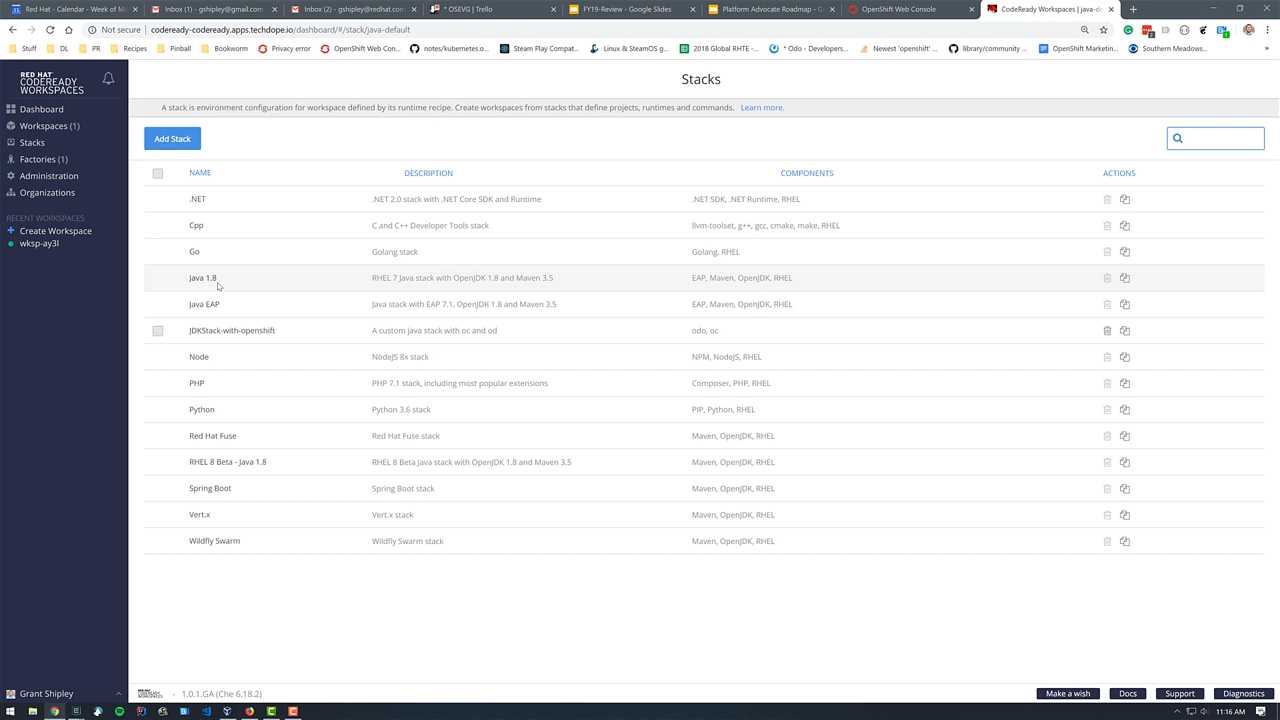 Red Hat - Calendar - Week of M
Inbox (1) - gshipley@gmail.com
Inbox (2) - gshipley@redhat.com
* OSEVG | Trello
FY19-Review - Google Slides
Platform Advocate Roadmap - G
OpenShift Web Console
CodeReady Workspaces | java-d
Not secure | codeready-codeready.apps.techdope.io/dashboard/#/stack/java-default
Stuff
DL
PR
Recipes
Pinball
Bookworm
Privacy error
OpenShift Web Con...
notes/kubernetes.o...
Steam Play Compat...
Linux & SteamOS g...
2018 Global RHTE -...
* Odo - Developers...
Newest 'openshift' ...
library/community ...
OpenShift Marketin...
Southern Meadows...
»
RED HAT
CODEREADY
WORKSPACES
Dashboard
Workspaces (1)
Stacks
Factories (1)
Administration
Organizations
RECENT WORKSPACES
+ Create Workspace
wksp-ay3l
Grant Shipley
Stacks
A stack is environment configuration for workspace defined by its runtime recipe. Create workspaces from stacks that define projects, runtimes and commands. Learn more.
Add Stack
NAME DESCRIPTION COMPONENTS ACTIONS
.NET .NET 2.0 stack with .NET Core SDK and Runtime .NET SDK, .NET Runtime, RHEL
Cpp C and C++ Developer Tools stack llvm-toolset, g++, gcc, cmake, make, RHEL
Go Golang stack Golang, RHEL
Java 1.8 RHEL 7 Java stack with OpenJDK 1.8 and Maven 3.5 EAP, Maven, OpenJDK, RHEL
Java EAP Java stack with EAP 7.1, OpenJDK 1.8 and Maven 3.5 EAP, Maven, OpenJDK, RHEL
JDKStack-with-openshift A custom java stack with oc and od odo, oc
Node NodeJS 8x stack NPM, NodeJS, RHEL
PHP PHP 7.1 stack, including most popular extensions Composer, PHP, RHEL
Python Python 3.6 stack PIP, Python, RHEL
Red Hat Fuse Red Hat Fuse stack Maven, OpenJDK, RHEL
RHEL 8 Beta - Java 1.8 RHEL 8 Beta Java stack with OpenJDK 1.8 and Maven 3.5 Maven, OpenJDK, RHEL
Spring Boot Spring Boot stack Maven, OpenJDK, RHEL
Vert.x Vert.x stack Maven, OpenJDK, RHEL
Wildfly Swarm Wildfly Swarm stack Maven, OpenJDK, RHEL
- 1.0.1.GA (Che 6.18.2)
Make a wish
Docs
Support
Diagnostics
11:16 AM